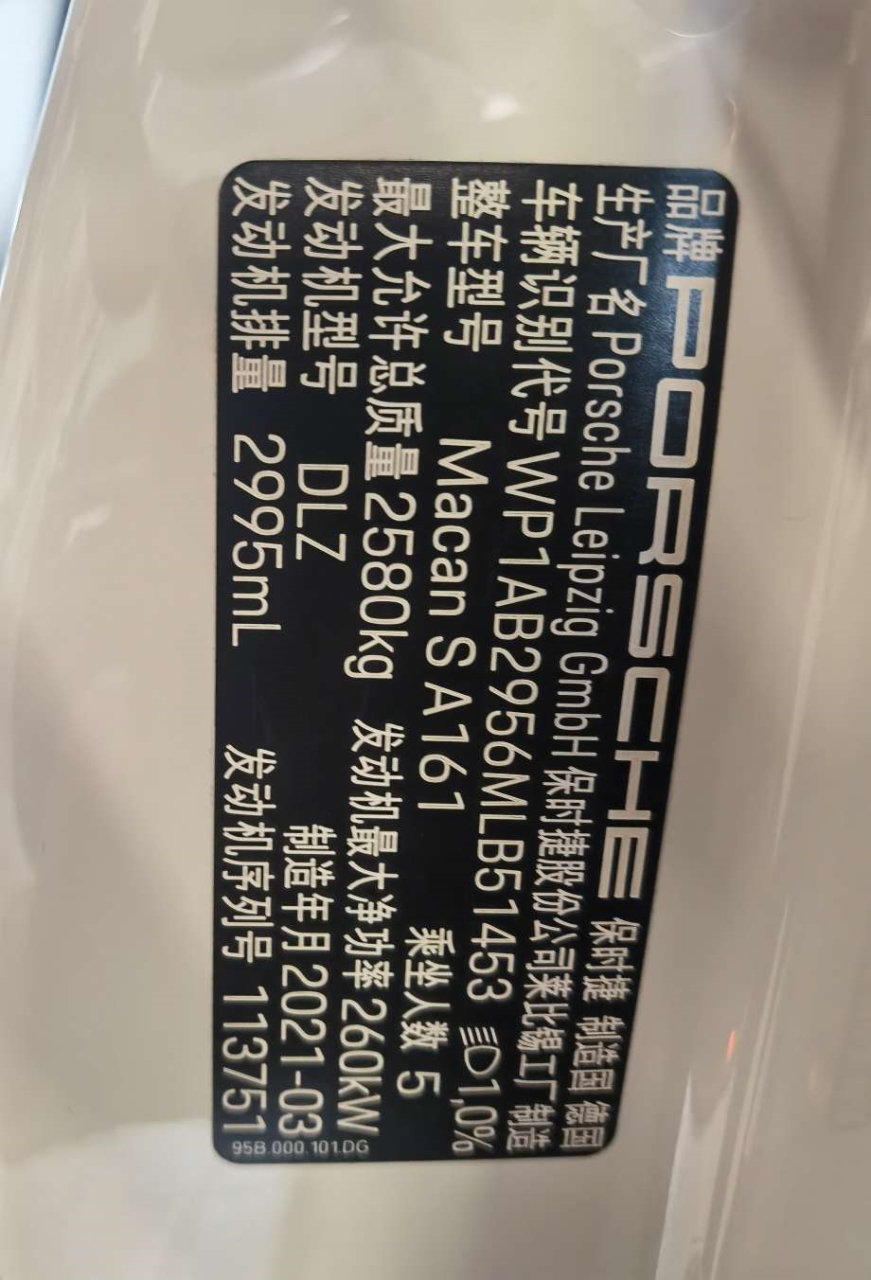 品牌 PORSCHE 保时捷 制造国 德国
生产厂名 Porsche Leipzig GmbH 保时捷股份公司莱比锡工厂 制造
车辆识别代号 WP1AB2956MLB51453 1,0%
整车型号 Macan S A161 乘坐人数 5
最大允许总质量 2580kg 发动机最大净功率 260kW
发动机型号 DLZ 制造年月 2021-03
发动机排量 2995mL 发动机序列号 113751
95B.000.101.DG